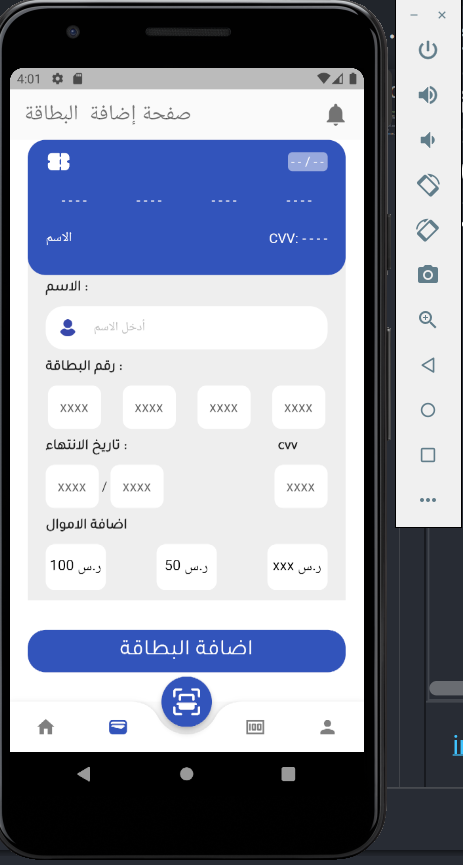 4:01
صفحة إضافة البطاقة
-- / --
---- ---- ---- ----
الاسم CVV: ----
الاسم :
أدخل الاسم
رقم البطاقة :
xxxx xxxx xxxx xxxx
تاريخ الانتهاء : cvv
xxxx / xxxx xxxx
اضافة الاموال
100 ر.س 50 ر.س xxx ر.س
اضافة البطاقة
100